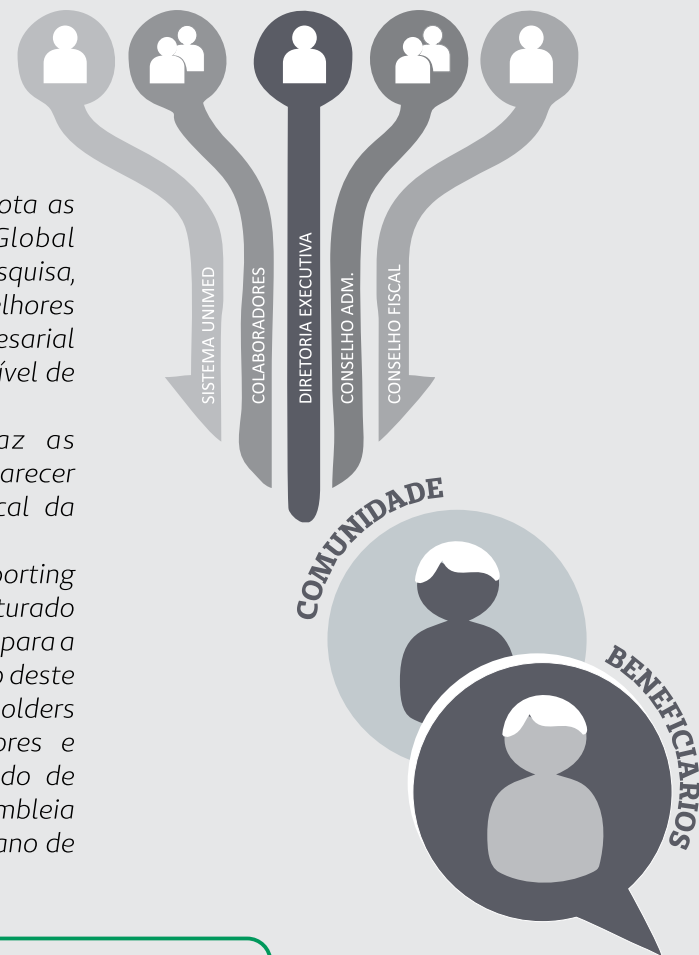 ota as
Global
squisa,
elhores
esarial
ível de
az as
arecer
cal da
porting
turado
para a
o deste
olders
ores e
do de
mbleia
ano de
SISTEMA UNIMED
COLABORADORES
DIRETORIA EXECUTIVA
CONSELHO ADM.
CONSELHO FISCAL
COMUNIDADE
BENEFICIÁRIOS